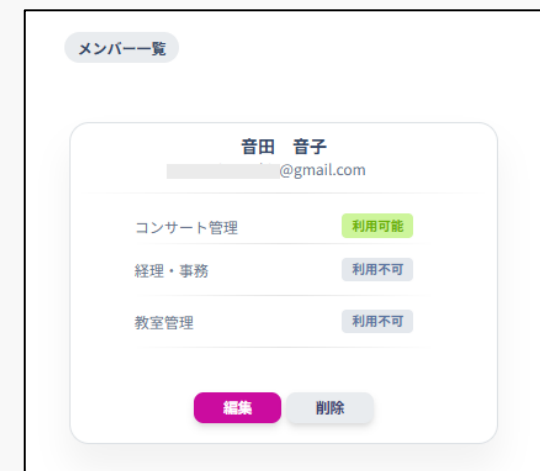 メンバー一覧
音田　音子
@gmail.com
コンサート管理 利用可能
経理・事務 利用不可
教室管理 利用不可
編集 削除